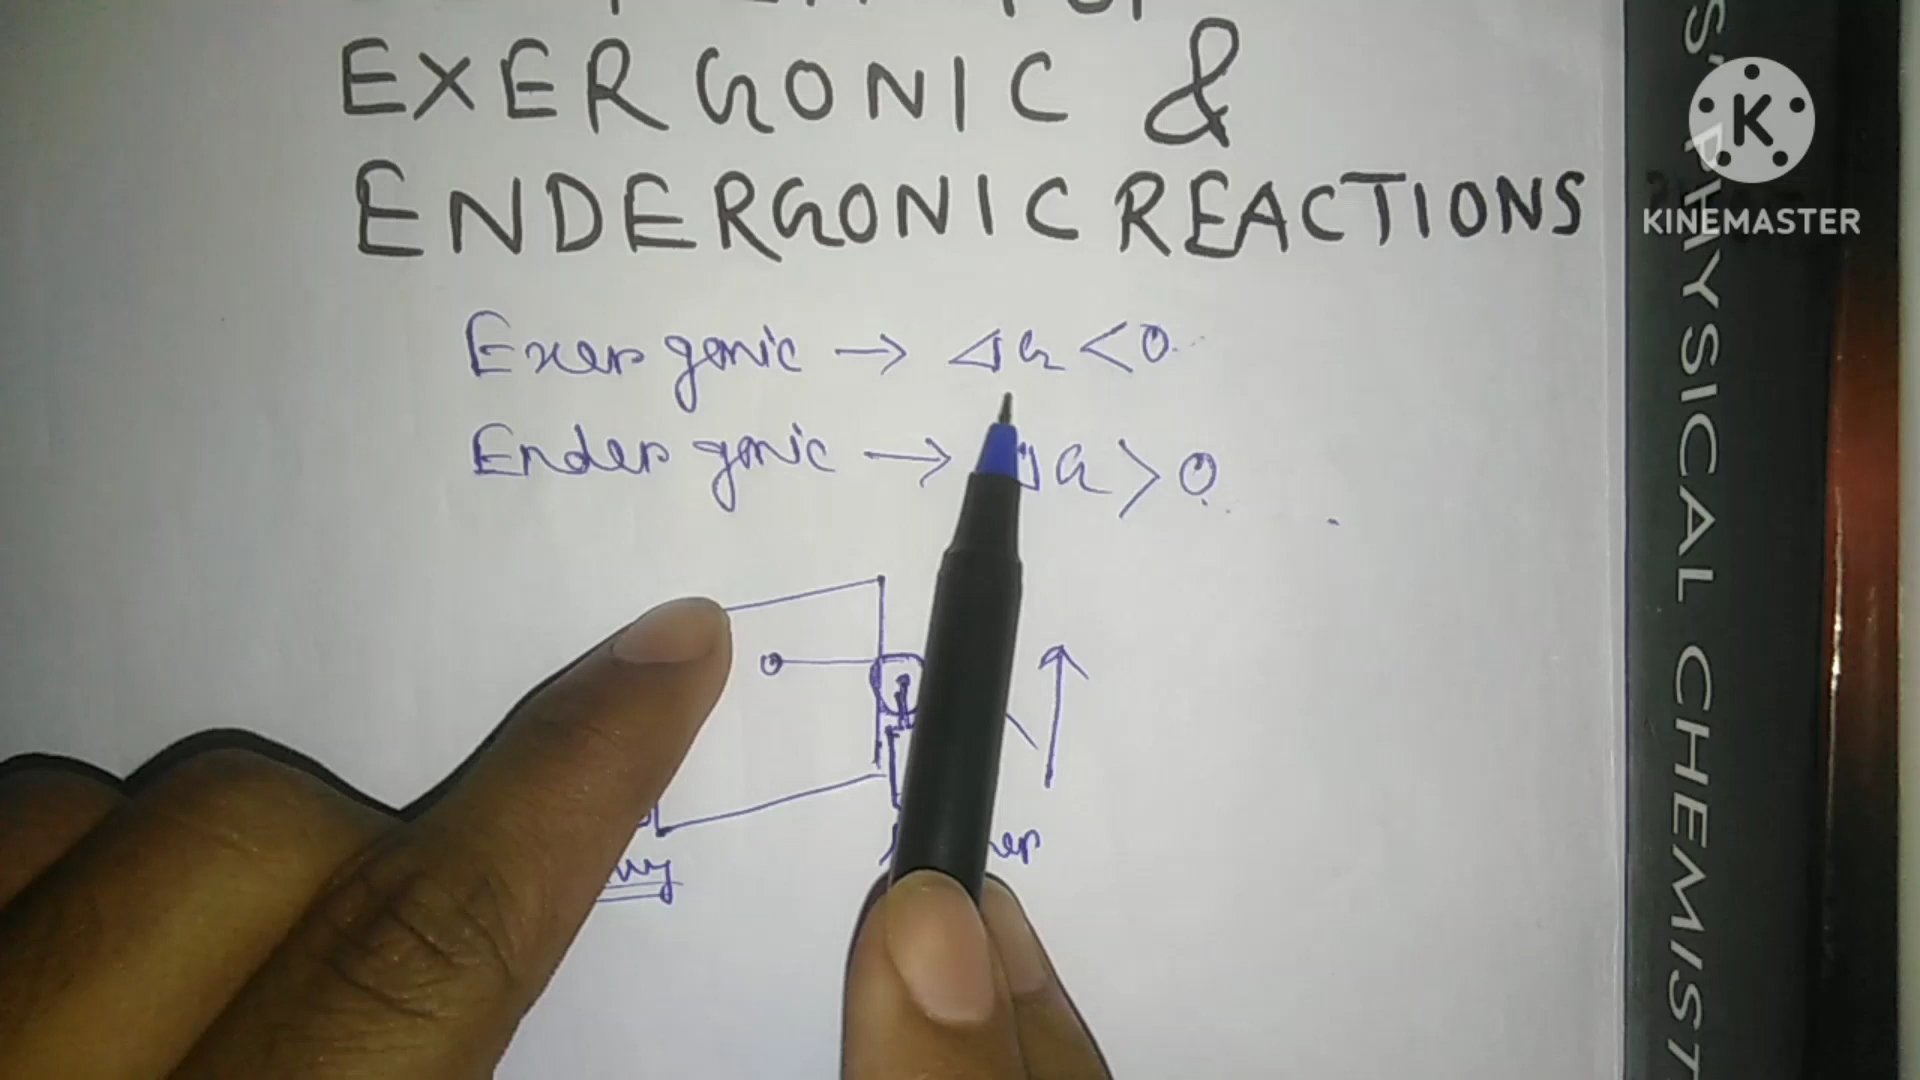 EXERGONIC &
ENDERGONIC REACTIONS
Exergonic → ΔG < 0
Endergonic → ΔG > 0
KINEMASTER
PHYSICAL CHEMIST